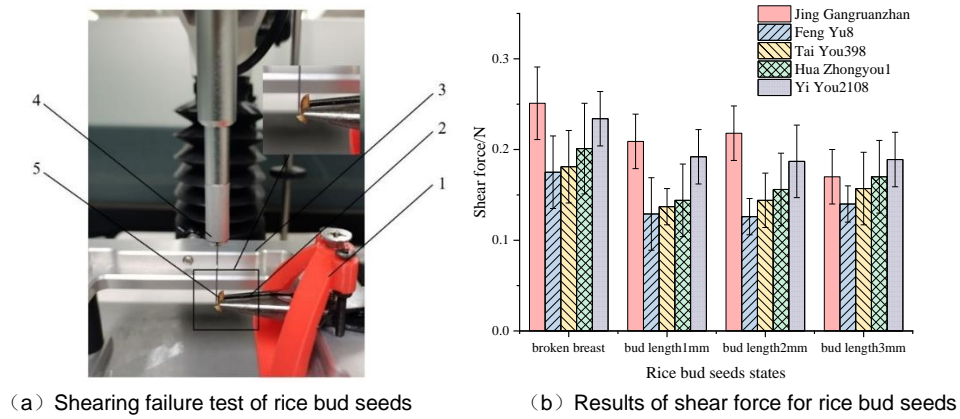 4
5
3
2
1
(a) Shearing failure test of rice bud seeds
Shear force/N
0.3
0.2
0.1
0.0
Jing Gangruanzhan
Feng Yu8
Tai You398
Hua Zhongyou1
Yi You2108
broken breast
bud length1mm
bud length2mm
bud length3mm
Rice bud seeds states
(b) Results of shear force for rice bud seeds